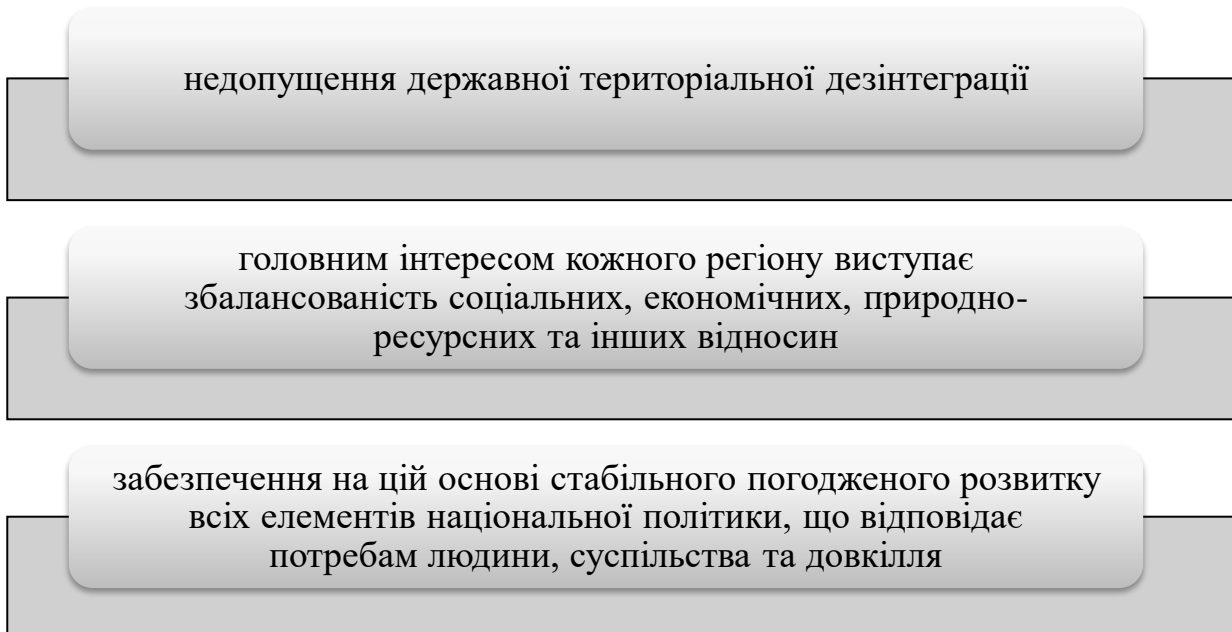 недопущення державної територіальної дезінтеграції
головним інтересом кожного регіону виступає
збалансованість соціальних, економічних, природно-
ресурсних та інших відносин
забезпечення на цій основі стабільного погодженого розвитку
всіх елементів національної політики, що відповідає
потребам людини, суспільства та довкілля